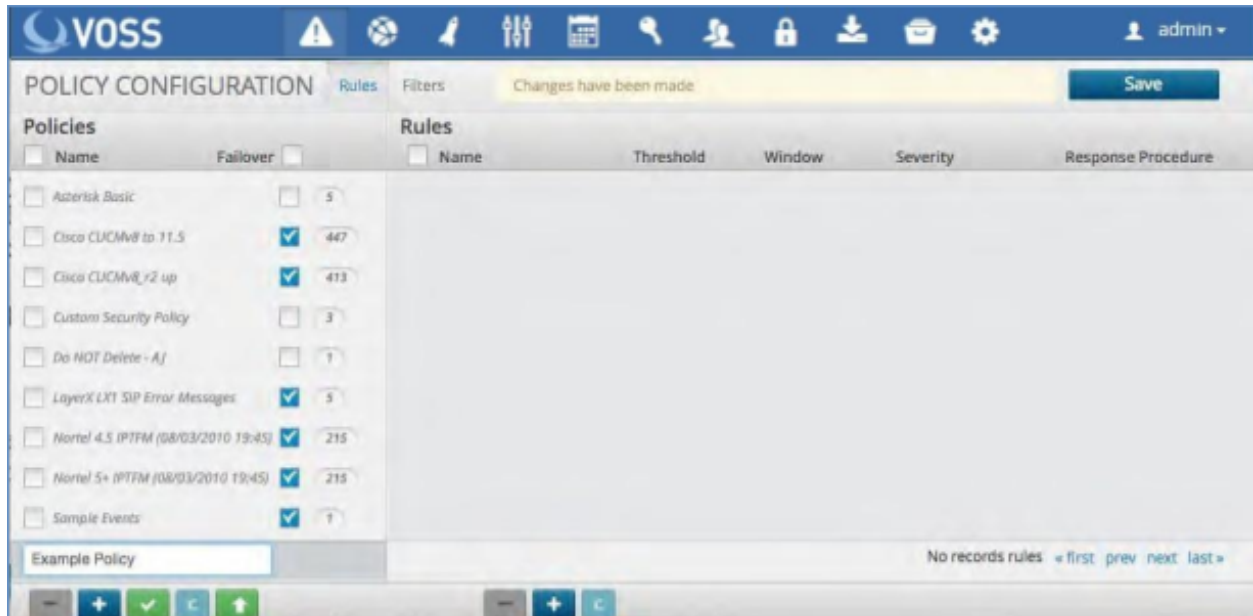 VOSS
admin
POLICY CONFIGURATION Rules Filters Changes have been made Save
Policies Rules
Name Failover Name Threshold Window Severity Response Procedure
Asterisk Basic 5
Cisco CUCMv8 to 11.5 447
Cisco CUCMv8_r2 up 413
Custom Security Policy 3
Do NOT Delete - AJ 1
LayerX LX1 SIP Error Messages 5
Nortel 4.5 IPTFM (08/03/2010 19:45) 215
Nortel 5+ IPTFM (08/03/2010 19:45) 215
Sample Events 1
Example Policy No records rules « first prev next last »
C C